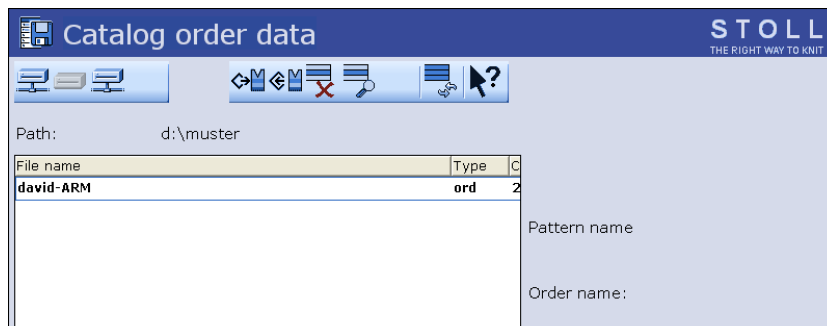 Catalog order data
STOLL
THE RIGHT WAY TO KNIT
Path: d:\muster
File name Type C
david-ARM ord 2
Pattern name
Order name: